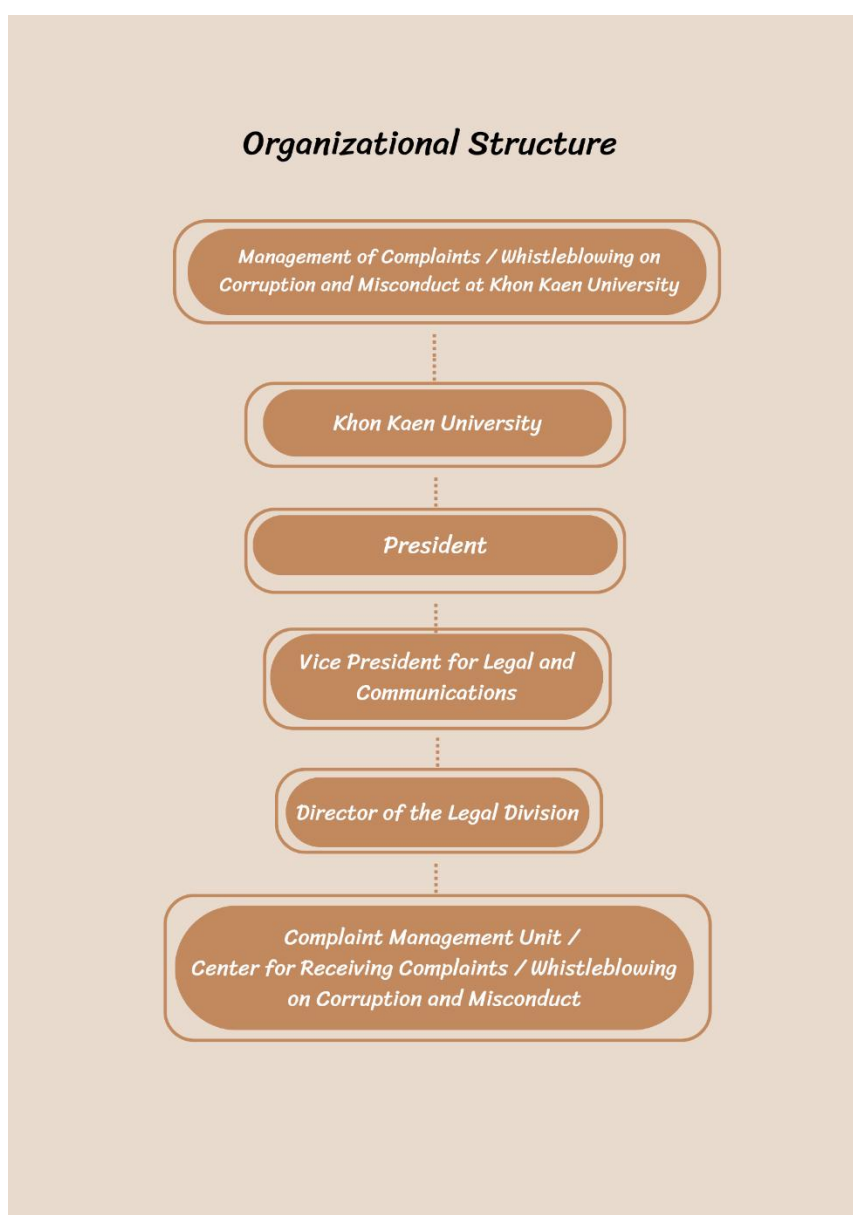 Organizational Structure
Management of Complaints / Whistleblowing on
Corruption and Misconduct at Khon Kaen University
Khon Kaen University
President
Vice President for Legal and
Communications
Director of the Legal Division
Complaint Management Unit /
Center for Receiving Complaints / Whistleblowing
on Corruption and Misconduct